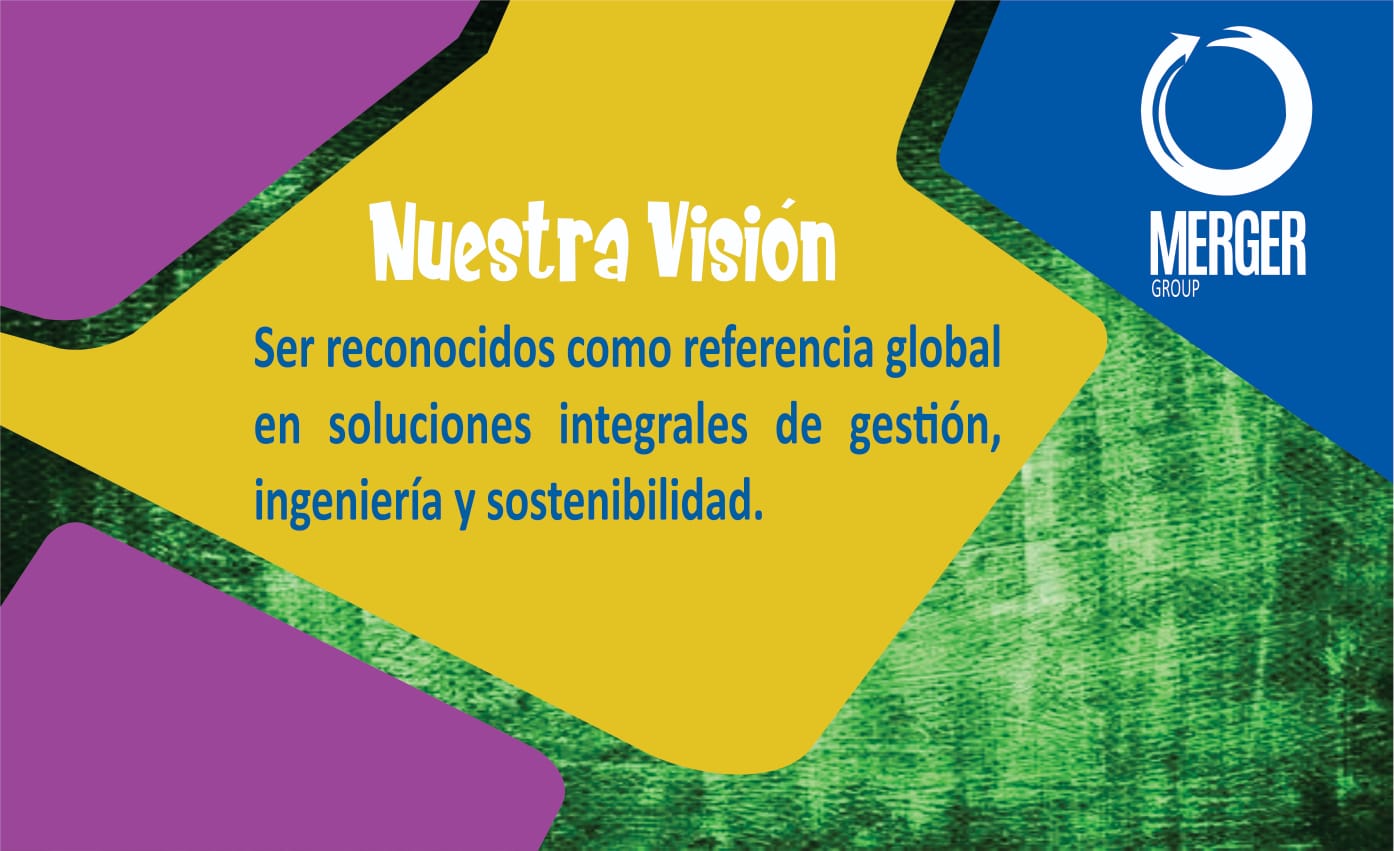 MERGER
GROUP
Nuestra Visión
Ser reconocidos como referencia global
en soluciones integrales de gestión,
ingeniería y sostenibilidad.